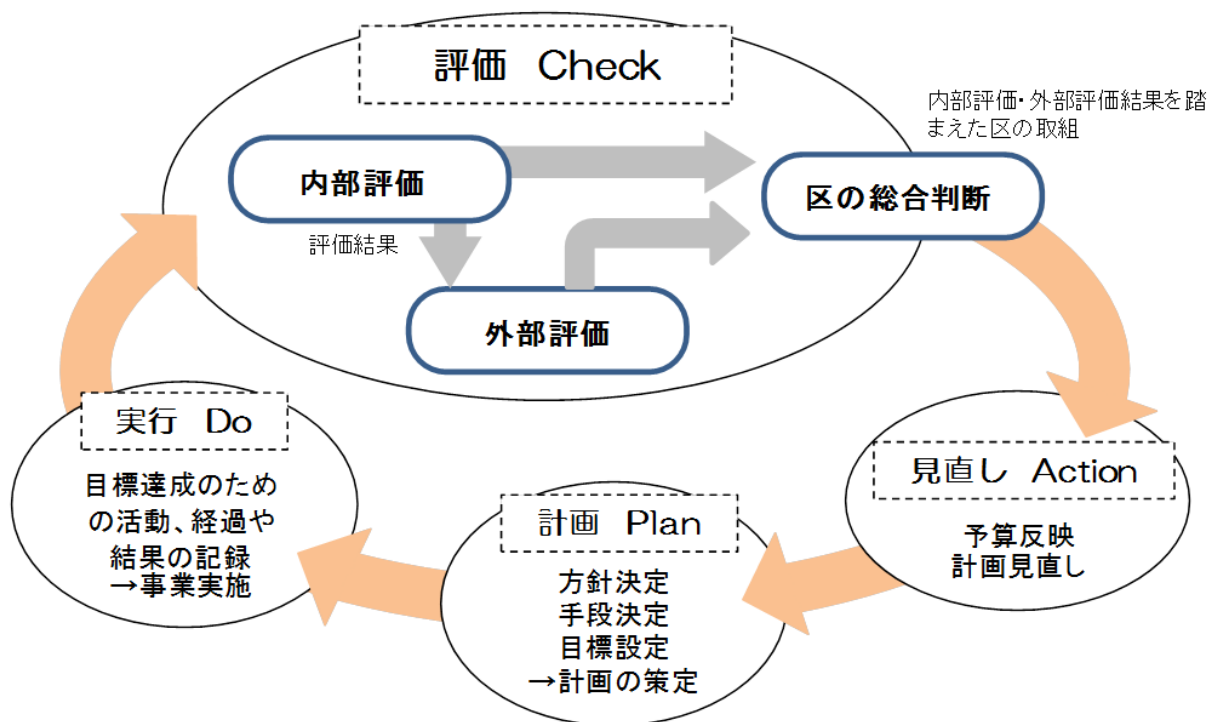 評価 Check
内部評価・外部評価結果を踏
まえた区の取組
内部評価
区の総合判断
評価結果
外部評価
実行 Do
目標達成のため
の活動、経過や
結果の記録
→事業実施
計画 Plan
方針決定
手段決定
目標設定
→計画の策定
見直し Action
予算反映
計画見直し